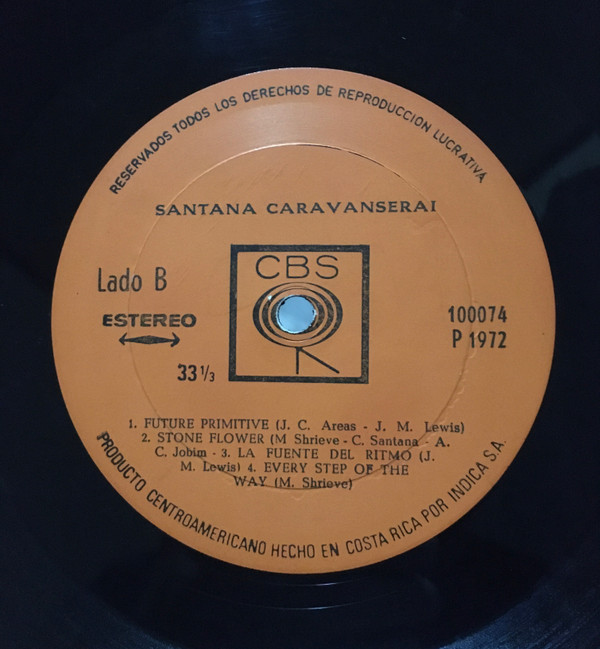 RESERVADOS TODOS LOS DERECHOS DE REPRODUCCION LUCRATIVA
SANTANA CARAVANSERAI
CBS
Lado B
ESTEREO
33 1/3
100074
P 1972
1. FUTURE PRIMITIVE (J. C. Areas - J. M. Lewis)
2. STONE FLOWER (M Shrieve - C. Santana - A.
C. Jobim - 3. LA FUENTE DEL RITMO (J.
M. Lewis) 4. EVERY STEP OF THE
WAY (M. Shrieve)
PRODUCTO CENTROAMERICANO HECHO EN COSTA RICA POR INDICA S.A.